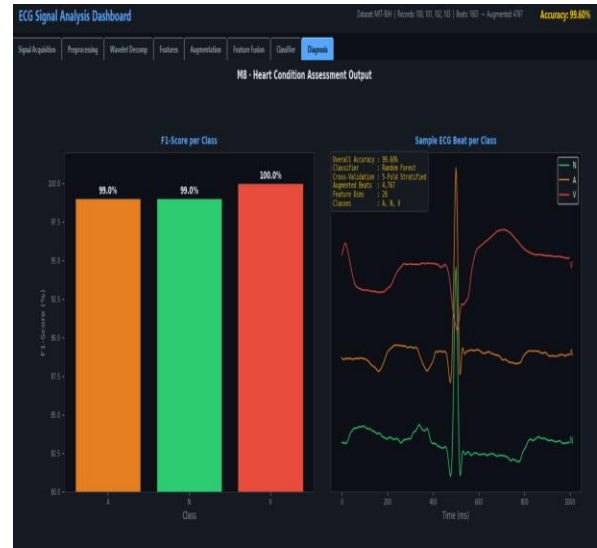 ECG Signal Analysis Dashboard
Dataset: MIT-BIH | Records: 100, 101, 102, 103 | Beats: 1603 → Augmented 4767
Accuracy: 99.60%
Signal Acquisition
Preprocessing
Wavelet Decomp
Features
Augmentation
Feature Fusion
Classifier
Diagnosis
M8 · Heart Condition Assessment Output
F1-Score per Class
100.0
97.5
95.0
92.5
90.0
87.5
85.0
82.5
80.0
F1-Score (%)
99.0%
99.0%
100.0%
A
N
V
Class
Sample ECG Beat per Class
Overall Accuracy : 99.60%
Classifier : Random Forest
Cross-Validation : 5-Fold Stratified
Augmented Beats : 4,767
Feature Dims : 26
Classes : A, N, V
N
A
V
V
A
N
0
200
400
600
800
1000
Time (ms)